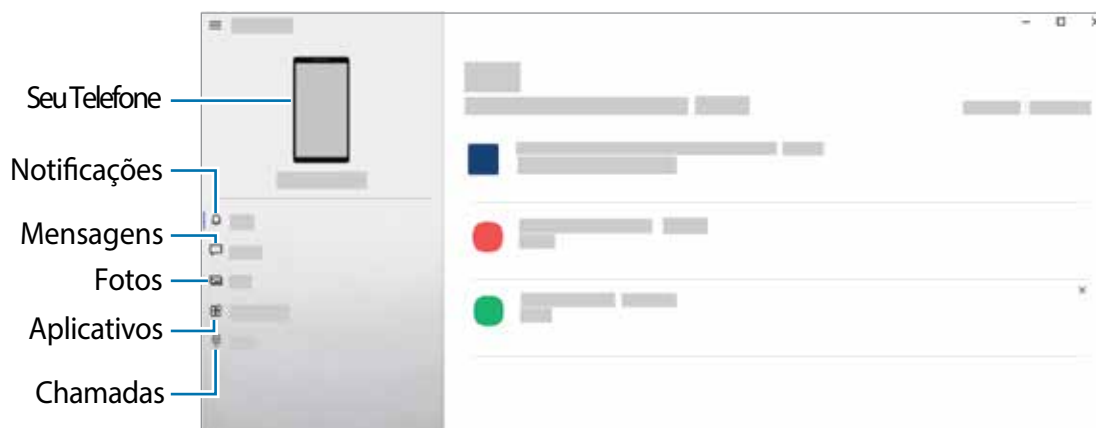 Seu Telefone
Notificações
Mensagens
Fotos
Aplicativos
Chamadas